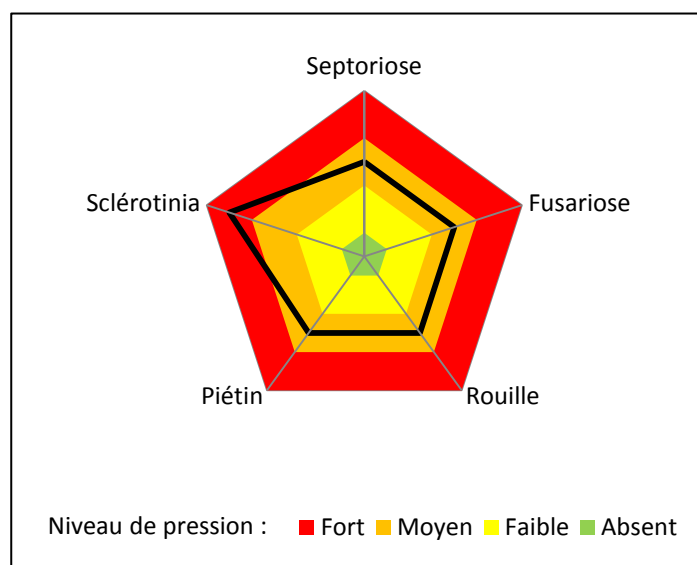 Septoriose
Sclérotinia
Fusariose
Piétin
Rouille
Niveau de pression : Fort Moyen Faible Absent